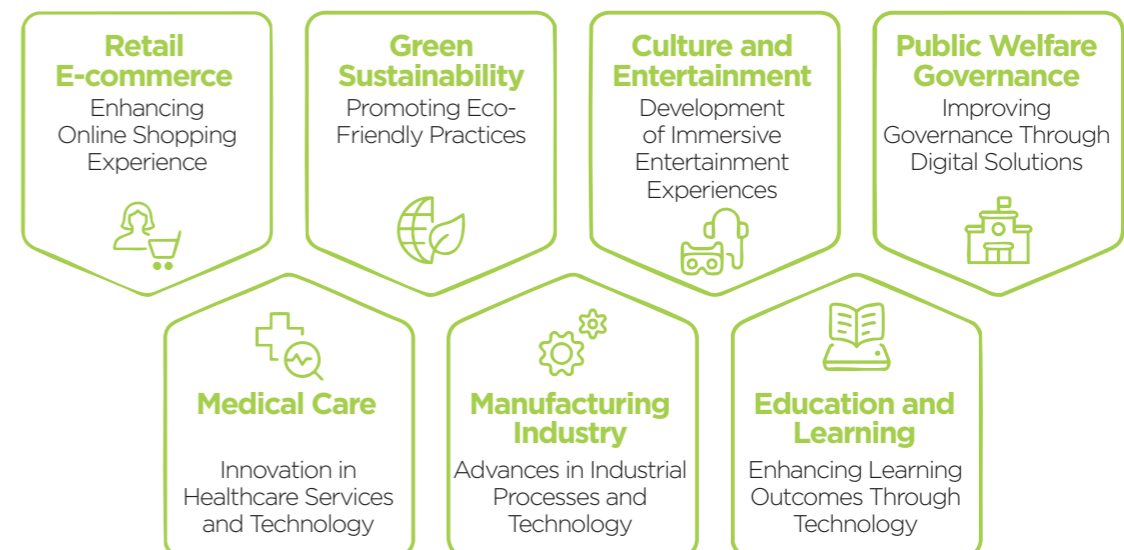 Retail
E-commerce
Enhancing
Online Shopping
Experience
Green
Sustainability
Promoting Eco-
Friendly Practices
Culture and
Entertainment
Development
of Immersive
Entertainment
Experiences
Public Welfare
Governance
Improving
Governance Through
Digital Solutions
Medical Care
Innovation in
Healthcare Services
and Technology
Manufacturing
Industry
Advances in Industrial
Processes and
Technology
Education and
Learning
Enhancing Learning
Outcomes Through
Technology